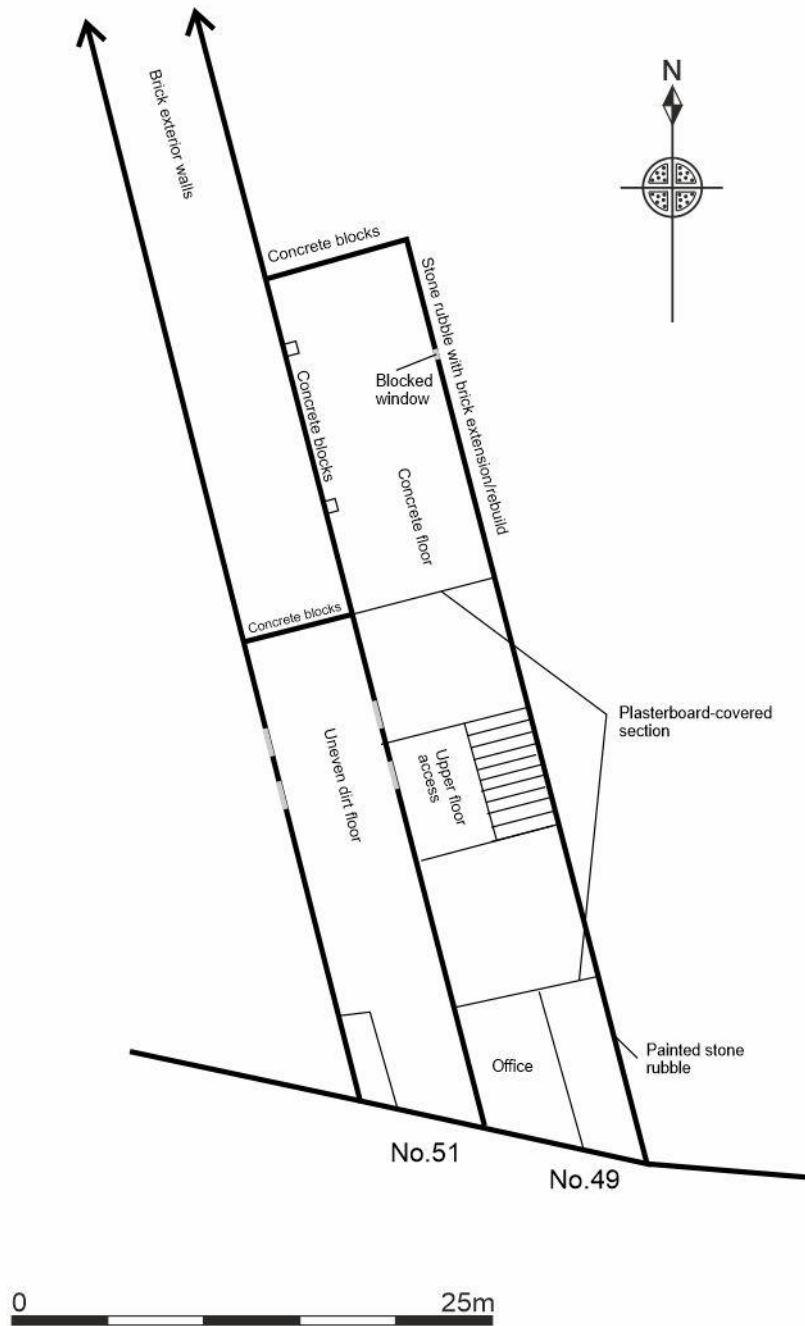 N
Brick exterior walls
Concrete blocks
Stone rubble with brick extension/rebuild
Blocked
window
Concrete blocks
Concrete floor
Concrete blocks
Plasterboard-covered
section
Uneven dirt floor
Upper floor
access
Office
Painted stone
rubble
No.51
No.49
0
25m